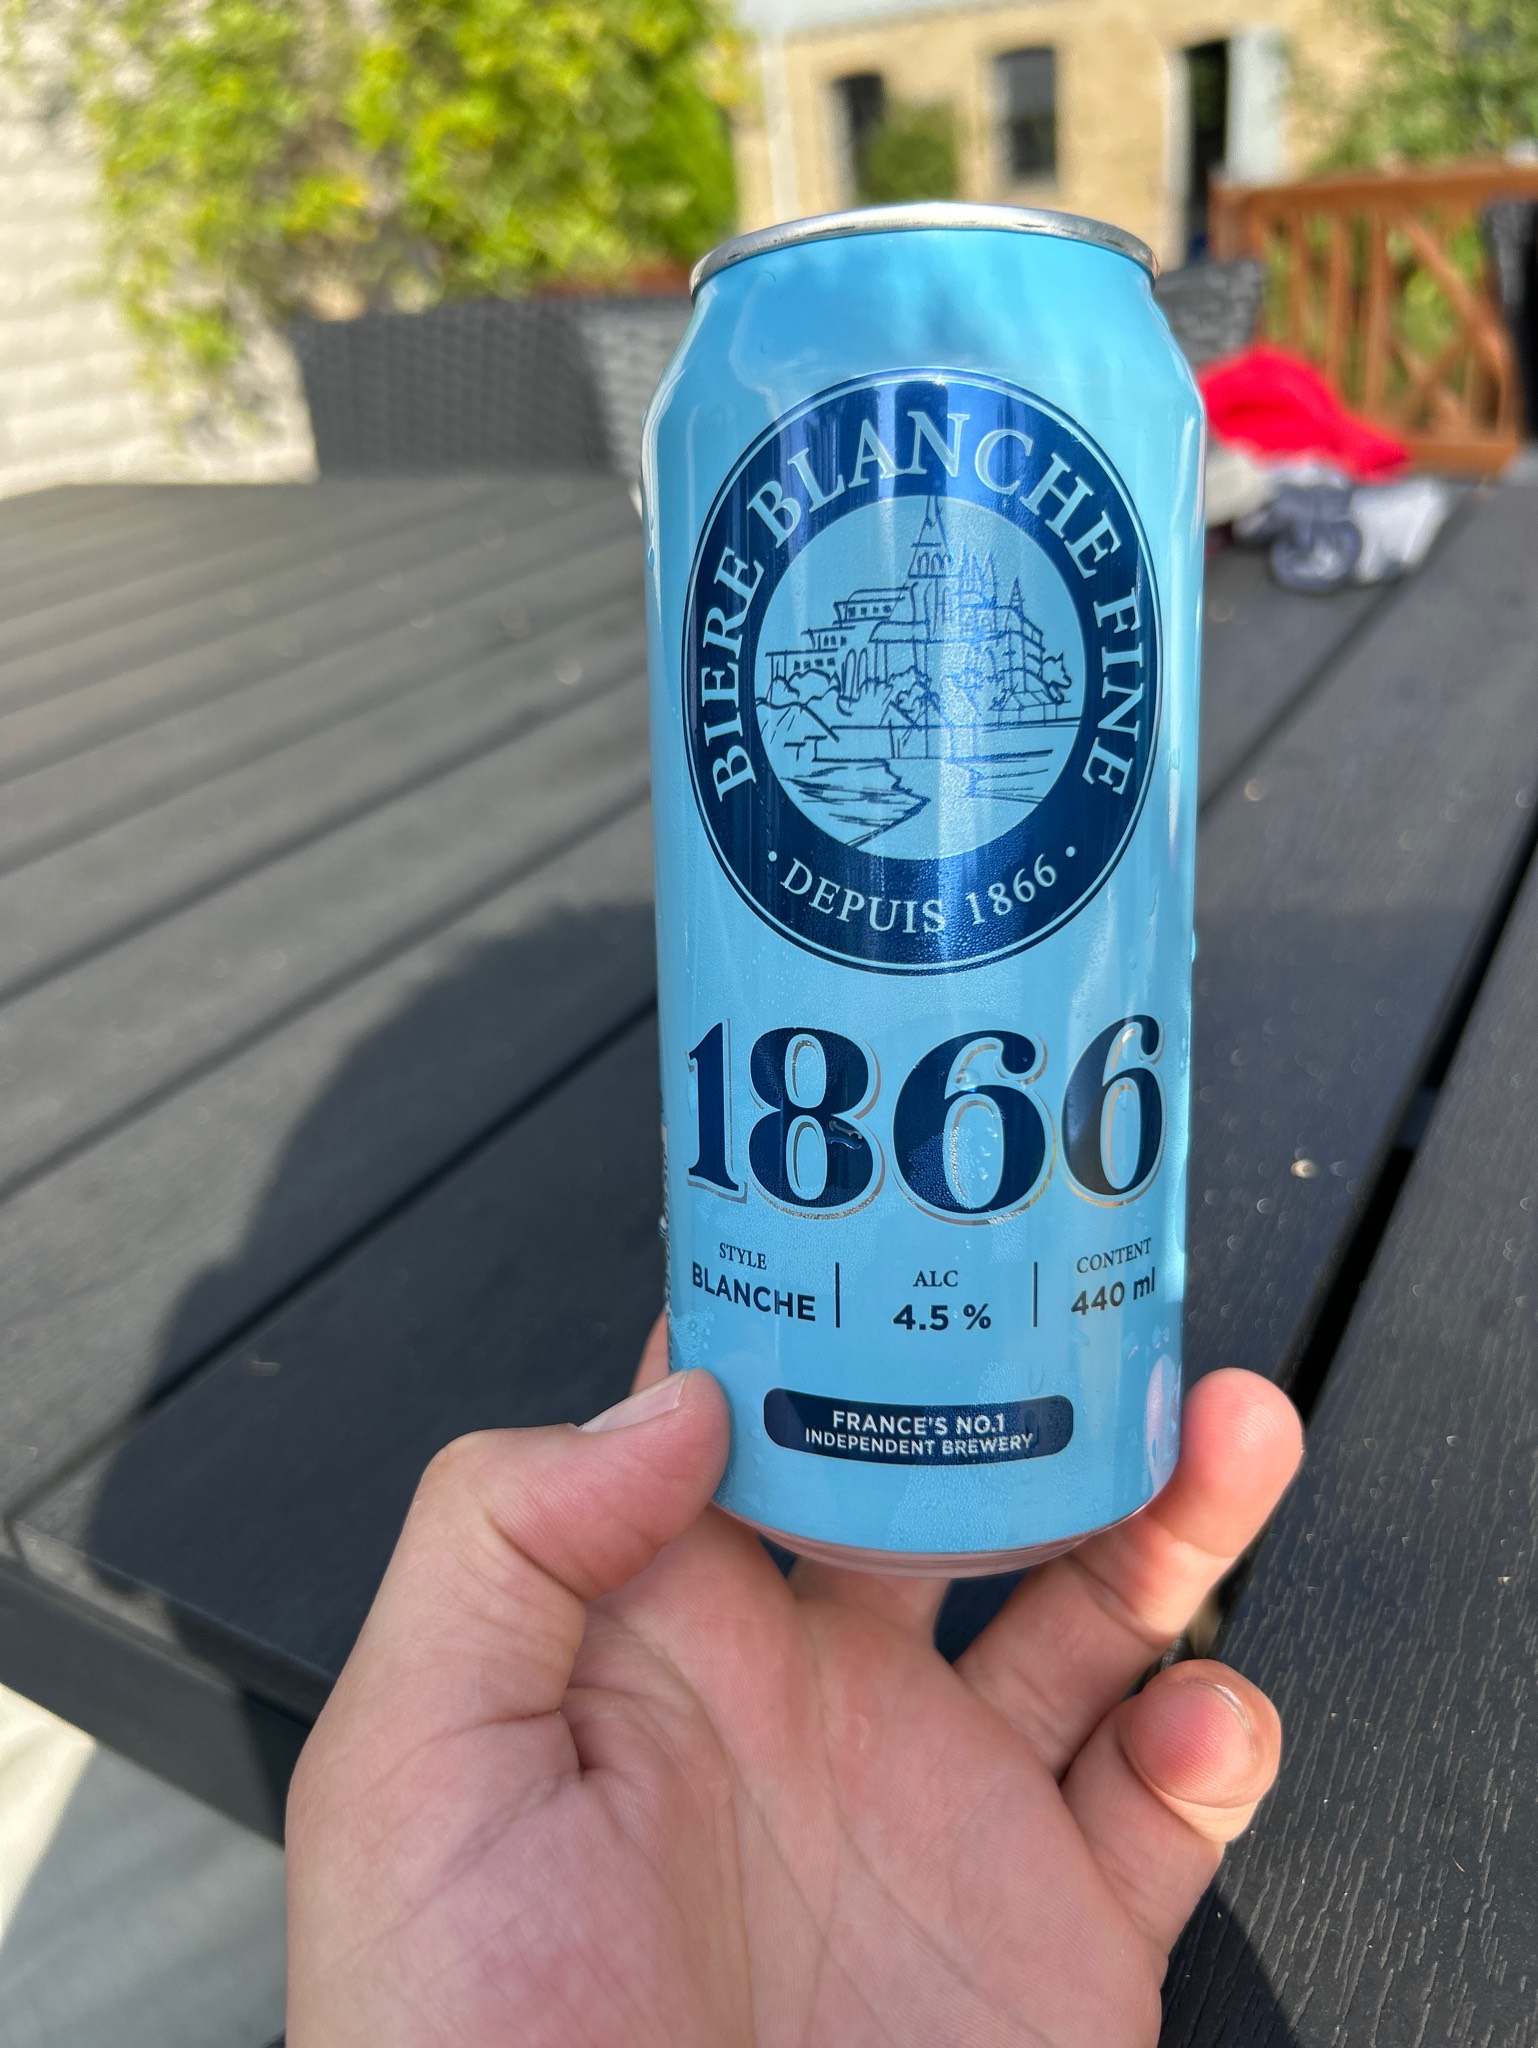 BIERE BLANCHE FINE
· DEPUIS 1866 ·
1866
STYLE
BLANCHE
ALC
4.5 %
CONTENT
440 ml
FRANCE'S NO.1
INDEPENDENT BREWERY